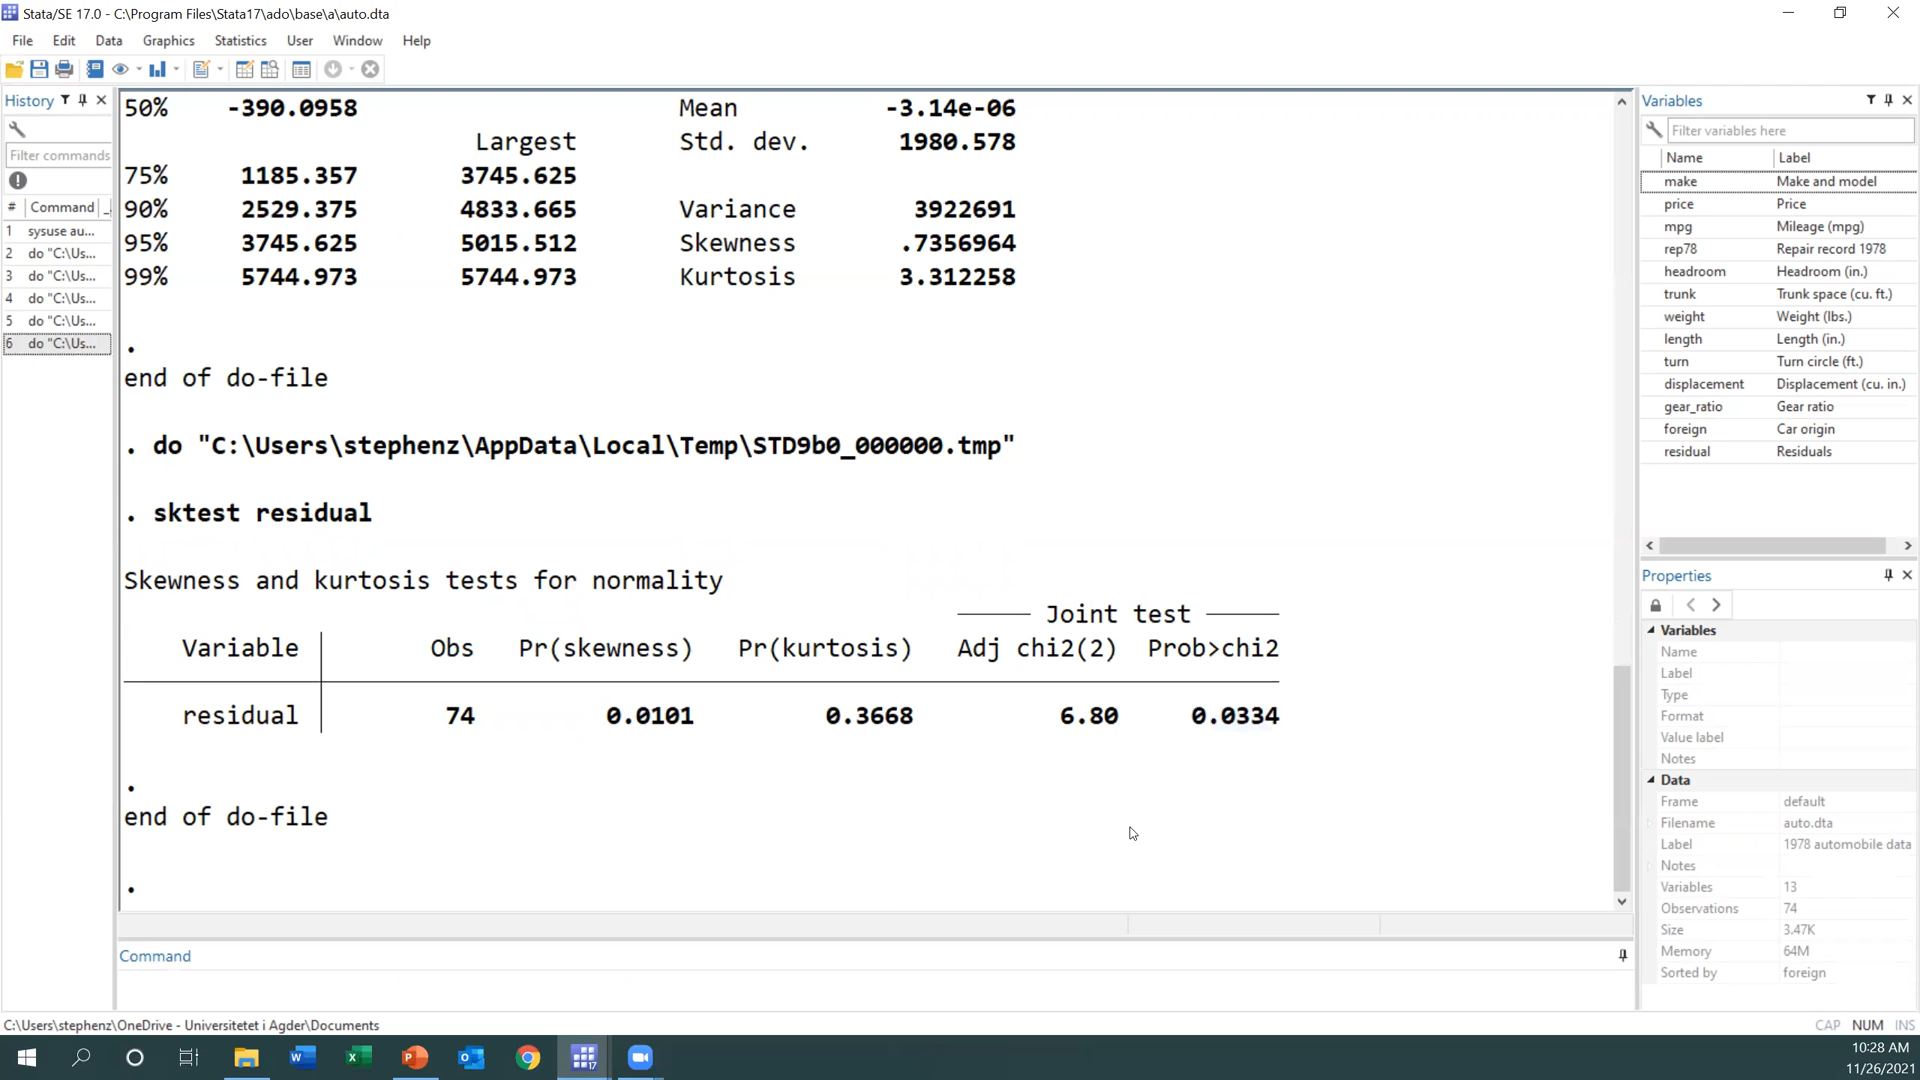 Stata/SE 17.0 - C:\Program Files\Stata17\ado\base\a\auto.dta
File Edit Data Graphics Statistics User Window Help
History
Filter commands
# Command
1 sysuse au...
2 do "C:\Us...
3 do "C:\Us...
4 do "C:\Us...
5 do "C:\Us...
6 do "C:\Us...
50% -390.0958 Mean -3.14e-06
Largest Std. dev. 1980.578
75% 1185.357 3745.625
90% 2529.375 4833.665 Variance 3922691
95% 3745.625 5015.512 Skewness .7356964
99% 5744.973 5744.973 Kurtosis 3.312258
.
end of do-file
. do "C:\Users\stephenz\AppData\Local\Temp\STD9b0_000000.tmp"
. sktest residual
Skewness and kurtosis tests for normality
Joint test
Variable Obs Pr(skewness) Pr(kurtosis) Adj chi2(2) Prob>chi2
residual 74 0.0101 0.3668 6.80 0.0334
.
end of do-file
.
Command
Variables
Filter variables here
Name Label
make Make and model
price Price
mpg Mileage (mpg)
rep78 Repair record 1978
headroom Headroom (in.)
trunk Trunk space (cu. ft.)
weight Weight (lbs.)
length Length (in.)
turn Turn circle (ft.)
displacement Displacement (cu. in.)
gear_ratio Gear ratio
foreign Car origin
residual Residuals
Properties
Variables
Name
Label
Type
Format
Value label
Notes
Data
Frame default
Filename auto.dta
Label 1978 automobile data
Notes
Variables 13
Observations 74
Size 3.47K
Memory 64M
Sorted by foreign
C:\Users\stephenz\OneDrive - Universitetet i Agder\Documents
CAP NUM INS
17
10:28 AM
11/26/2021